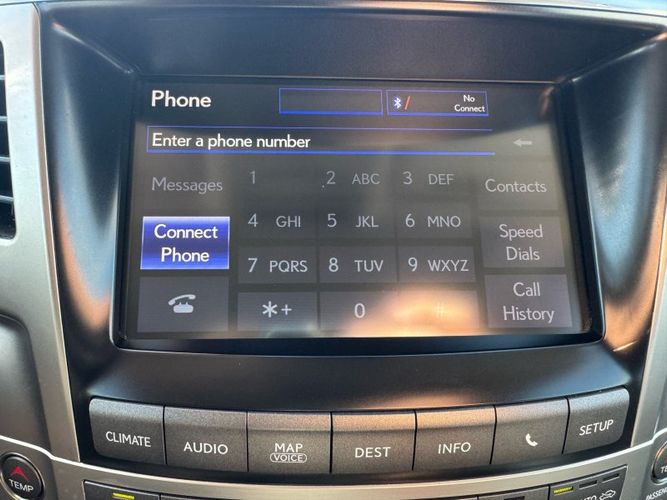 Phone
No
Connect
Enter a phone number
Messages
1
2 ABC
3 DEF
Contacts
Connect
Phone
4 GHI
5 JKL
6 MNO
Speed
Dials
7 PQRS
8 TUV
9 WXYZ
*+
0
#
Call
History
CLIMATE
AUDIO
MAP
VOICE
DEST
INFO
SETUP
TEMP